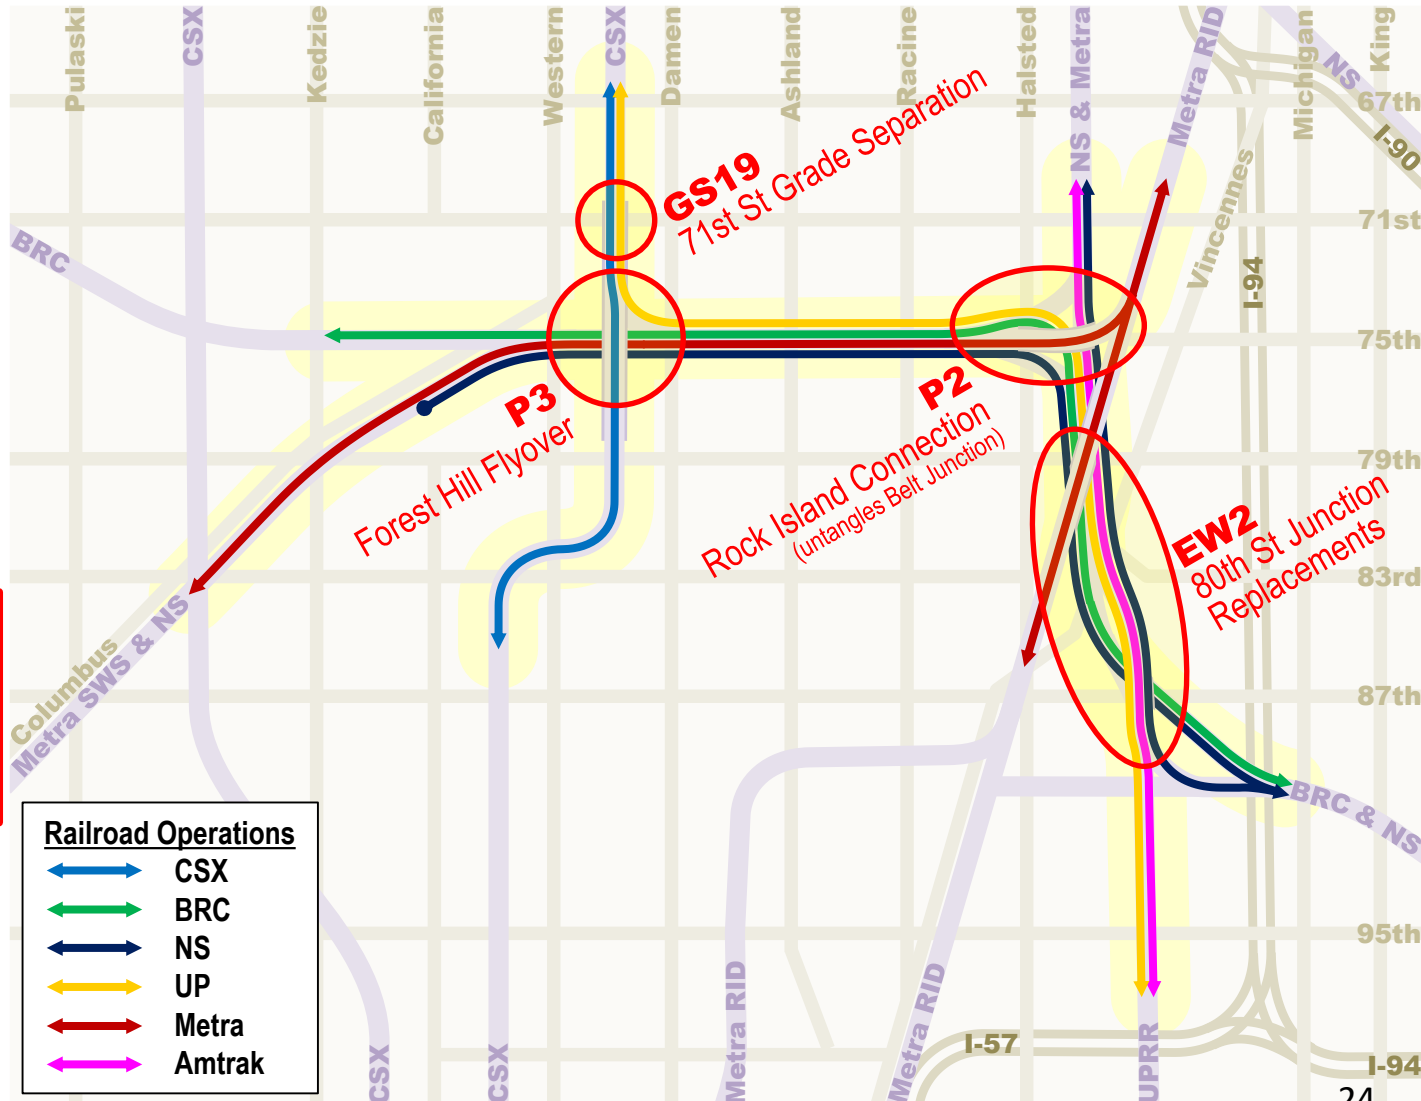 Pulaski
CSX
Kedzie
California
Western
CSX
Damen
Ashland
Racine
Halsted
NS & Metra
Metra RID
Michigan
King
NS
67th
I-90
GS19
71st St Grade Separation
71st
Vincennes
BRC
I-94
75th
P3
Forest Hill Flyover
P2
Rock Island Connection
(untangles Belt Junction)
79th
EW2
80th St Junction
Replacements
83rd
Columbus
Metra SWS & NS
87th
BRC & NS
Railroad Operations
CSX
BRC
NS
UP
Metra
Amtrak
95th
CSX
CSX
Metra RID
Metra RID
I-57
UPRR
I-94
24